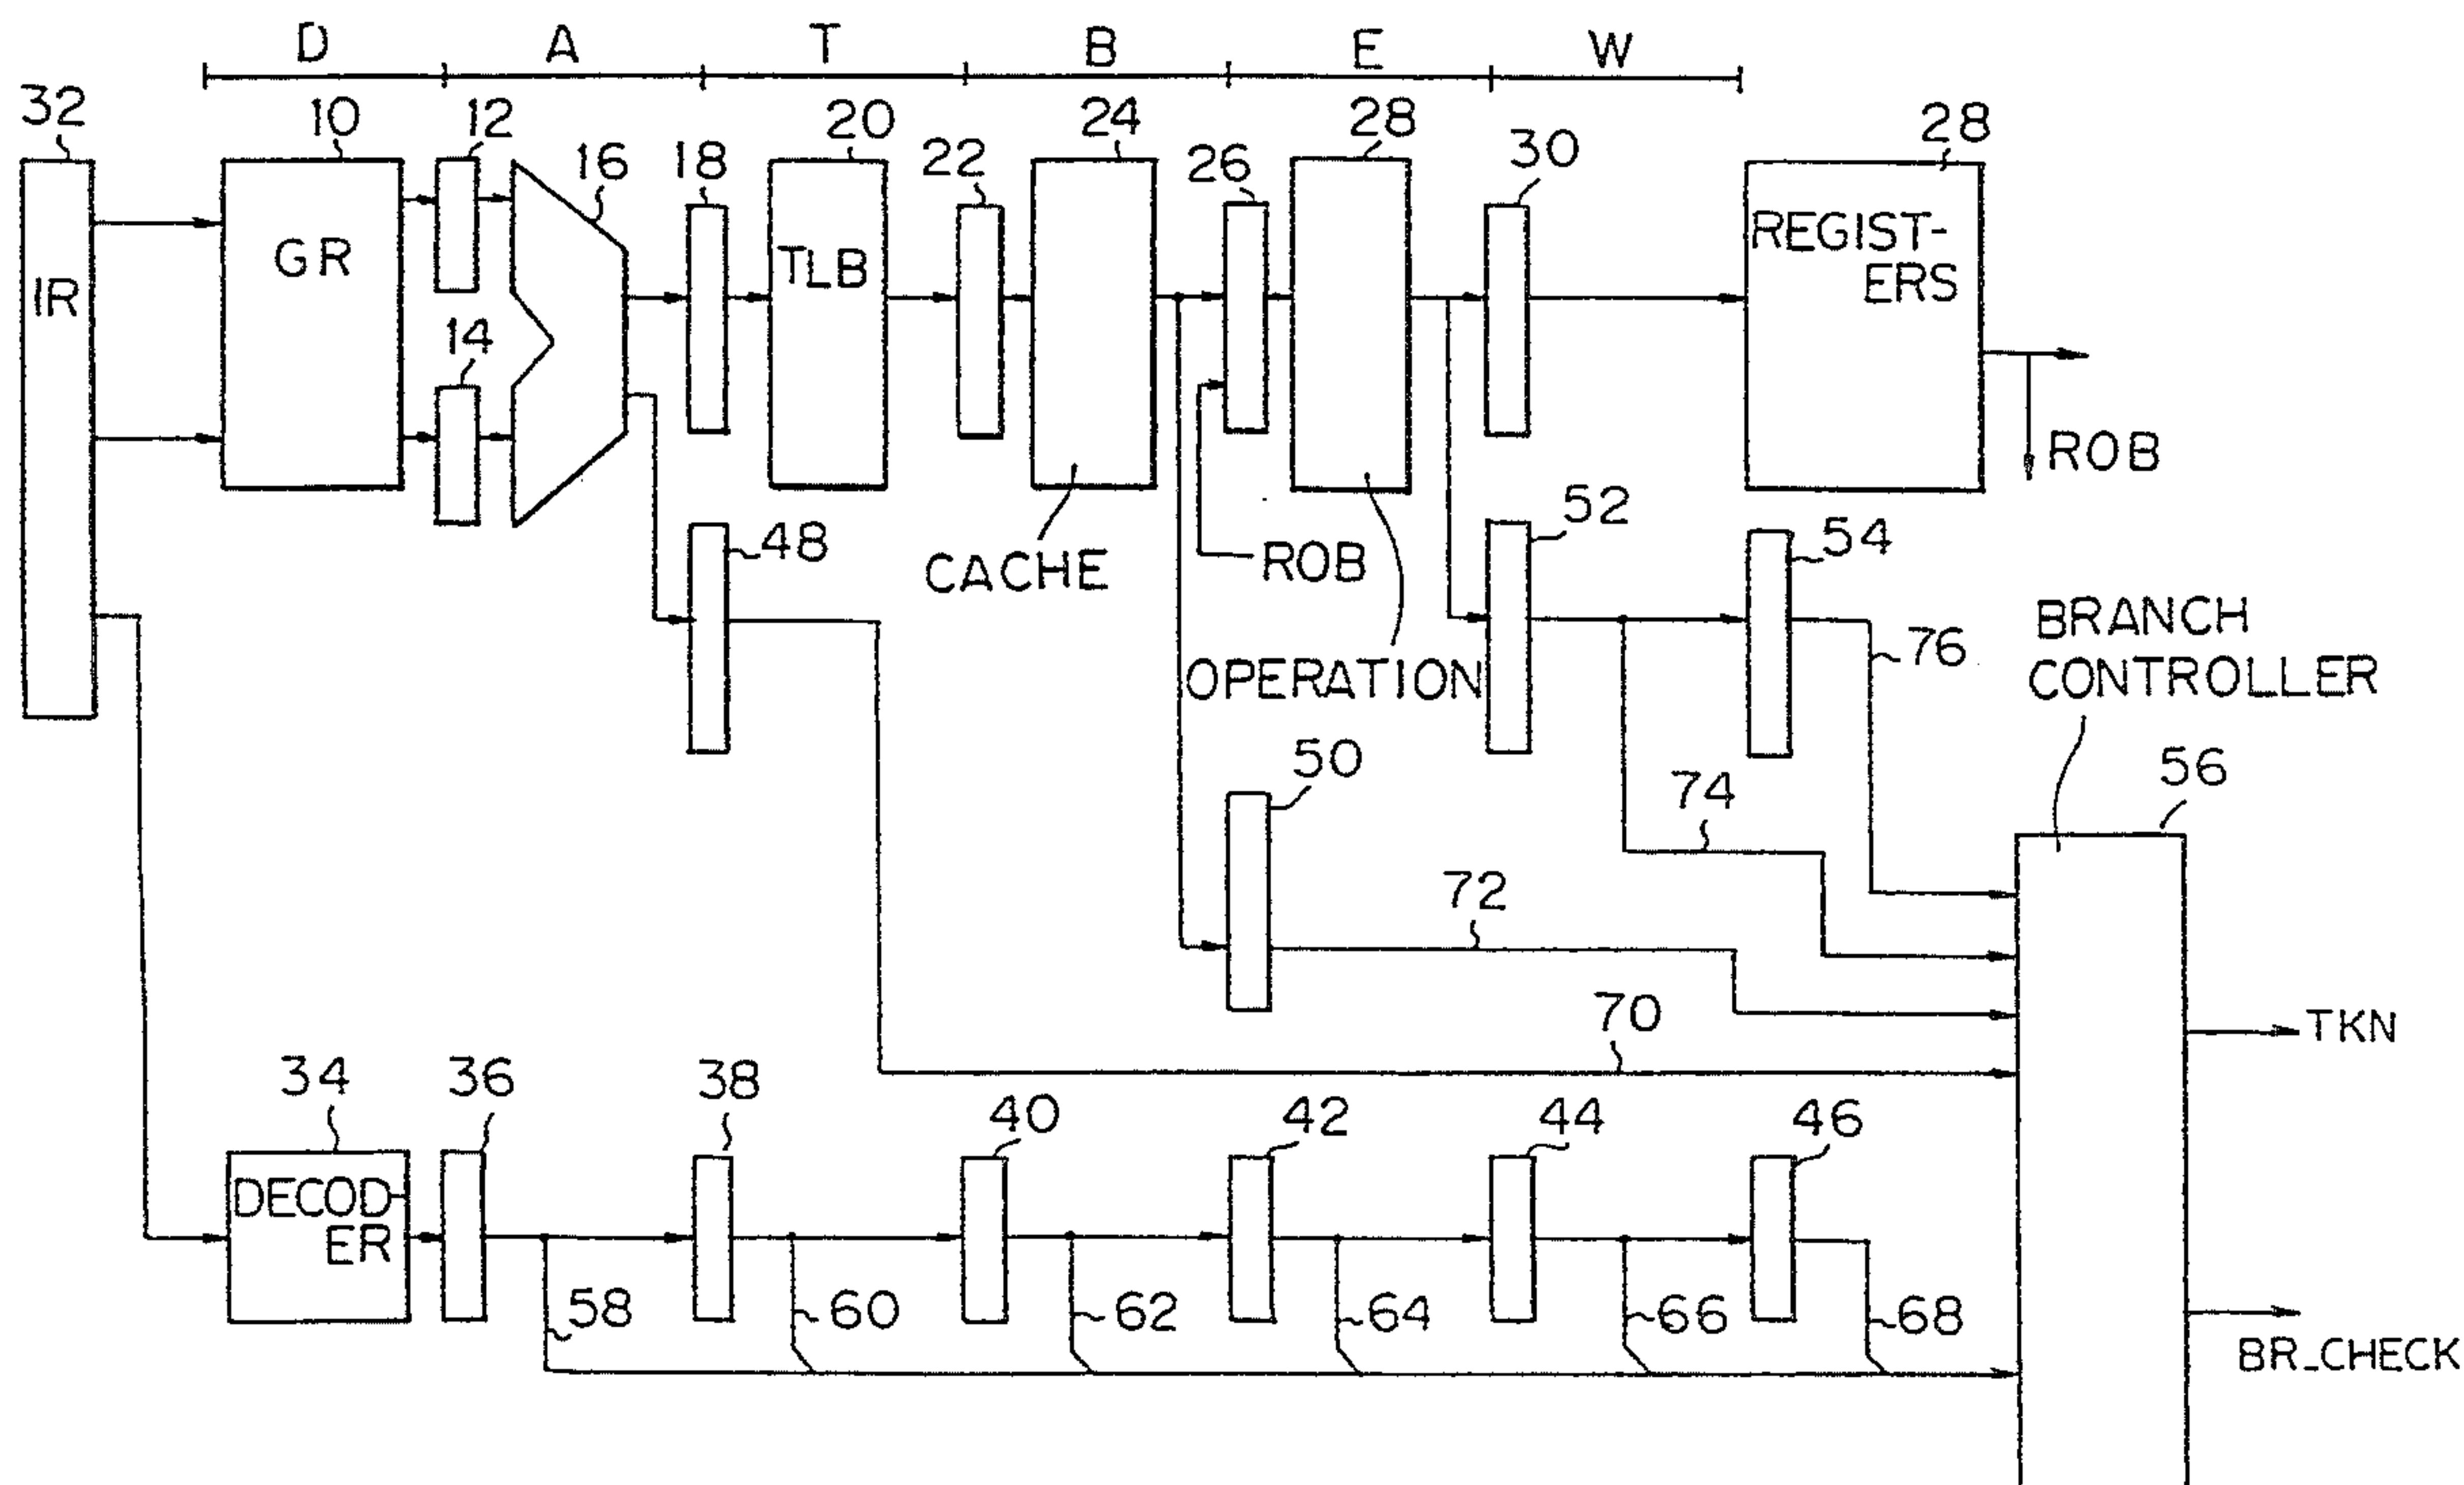 D A T B E W
32 10 12 16 18 20 22 24 26 28 30 28
IR
GR
14
TLB
REGIST-
ERS
ROB
48
CACHE
ROB
52
54
OPERATION
76
BRANCH
CONTROLLER
50
74
56
72
70
TKN
34 36 38 40 42 44 46
DECOD-
ER
58 60 62 64 66 68
BR_CHECK